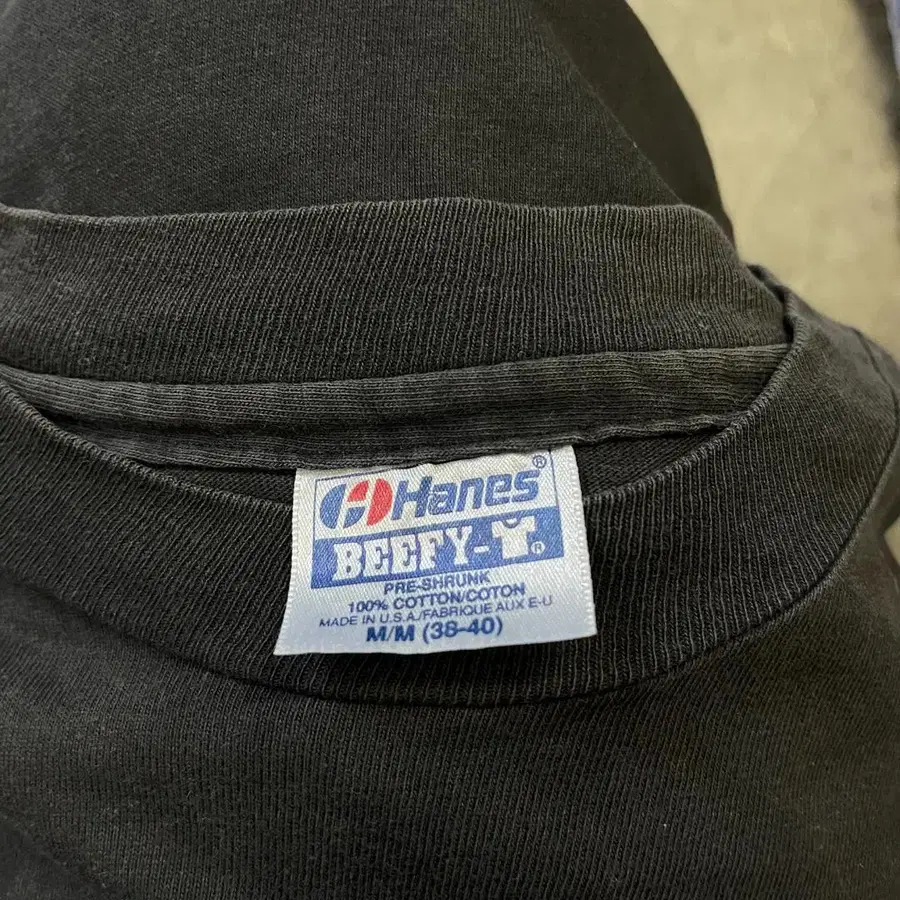 Hanes®
BEEFY-T®
PRE-SHRUNK
100% COTTON/COTON
MADE IN U.S.A./FABRIQUE AUX E-U
M/M (38-40)